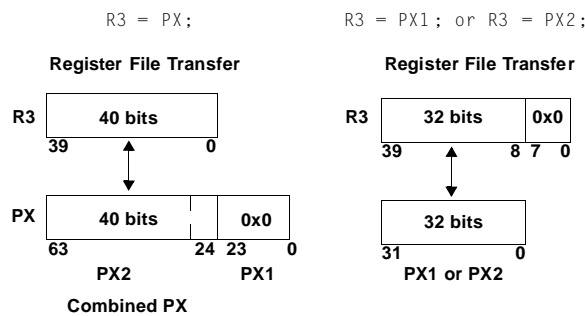 R3 = PX;
R3 = PX1; or R3 = PX2;
Register File Transfer
Register File Transfer
R3
40 bits
39 0
PX
40 bits
0x0
63 24 23 0
PX2 PX1
Combined PX
R3
32 bits
0x0
39 8 7 0
32 bits
31 0
PX1 or PX2